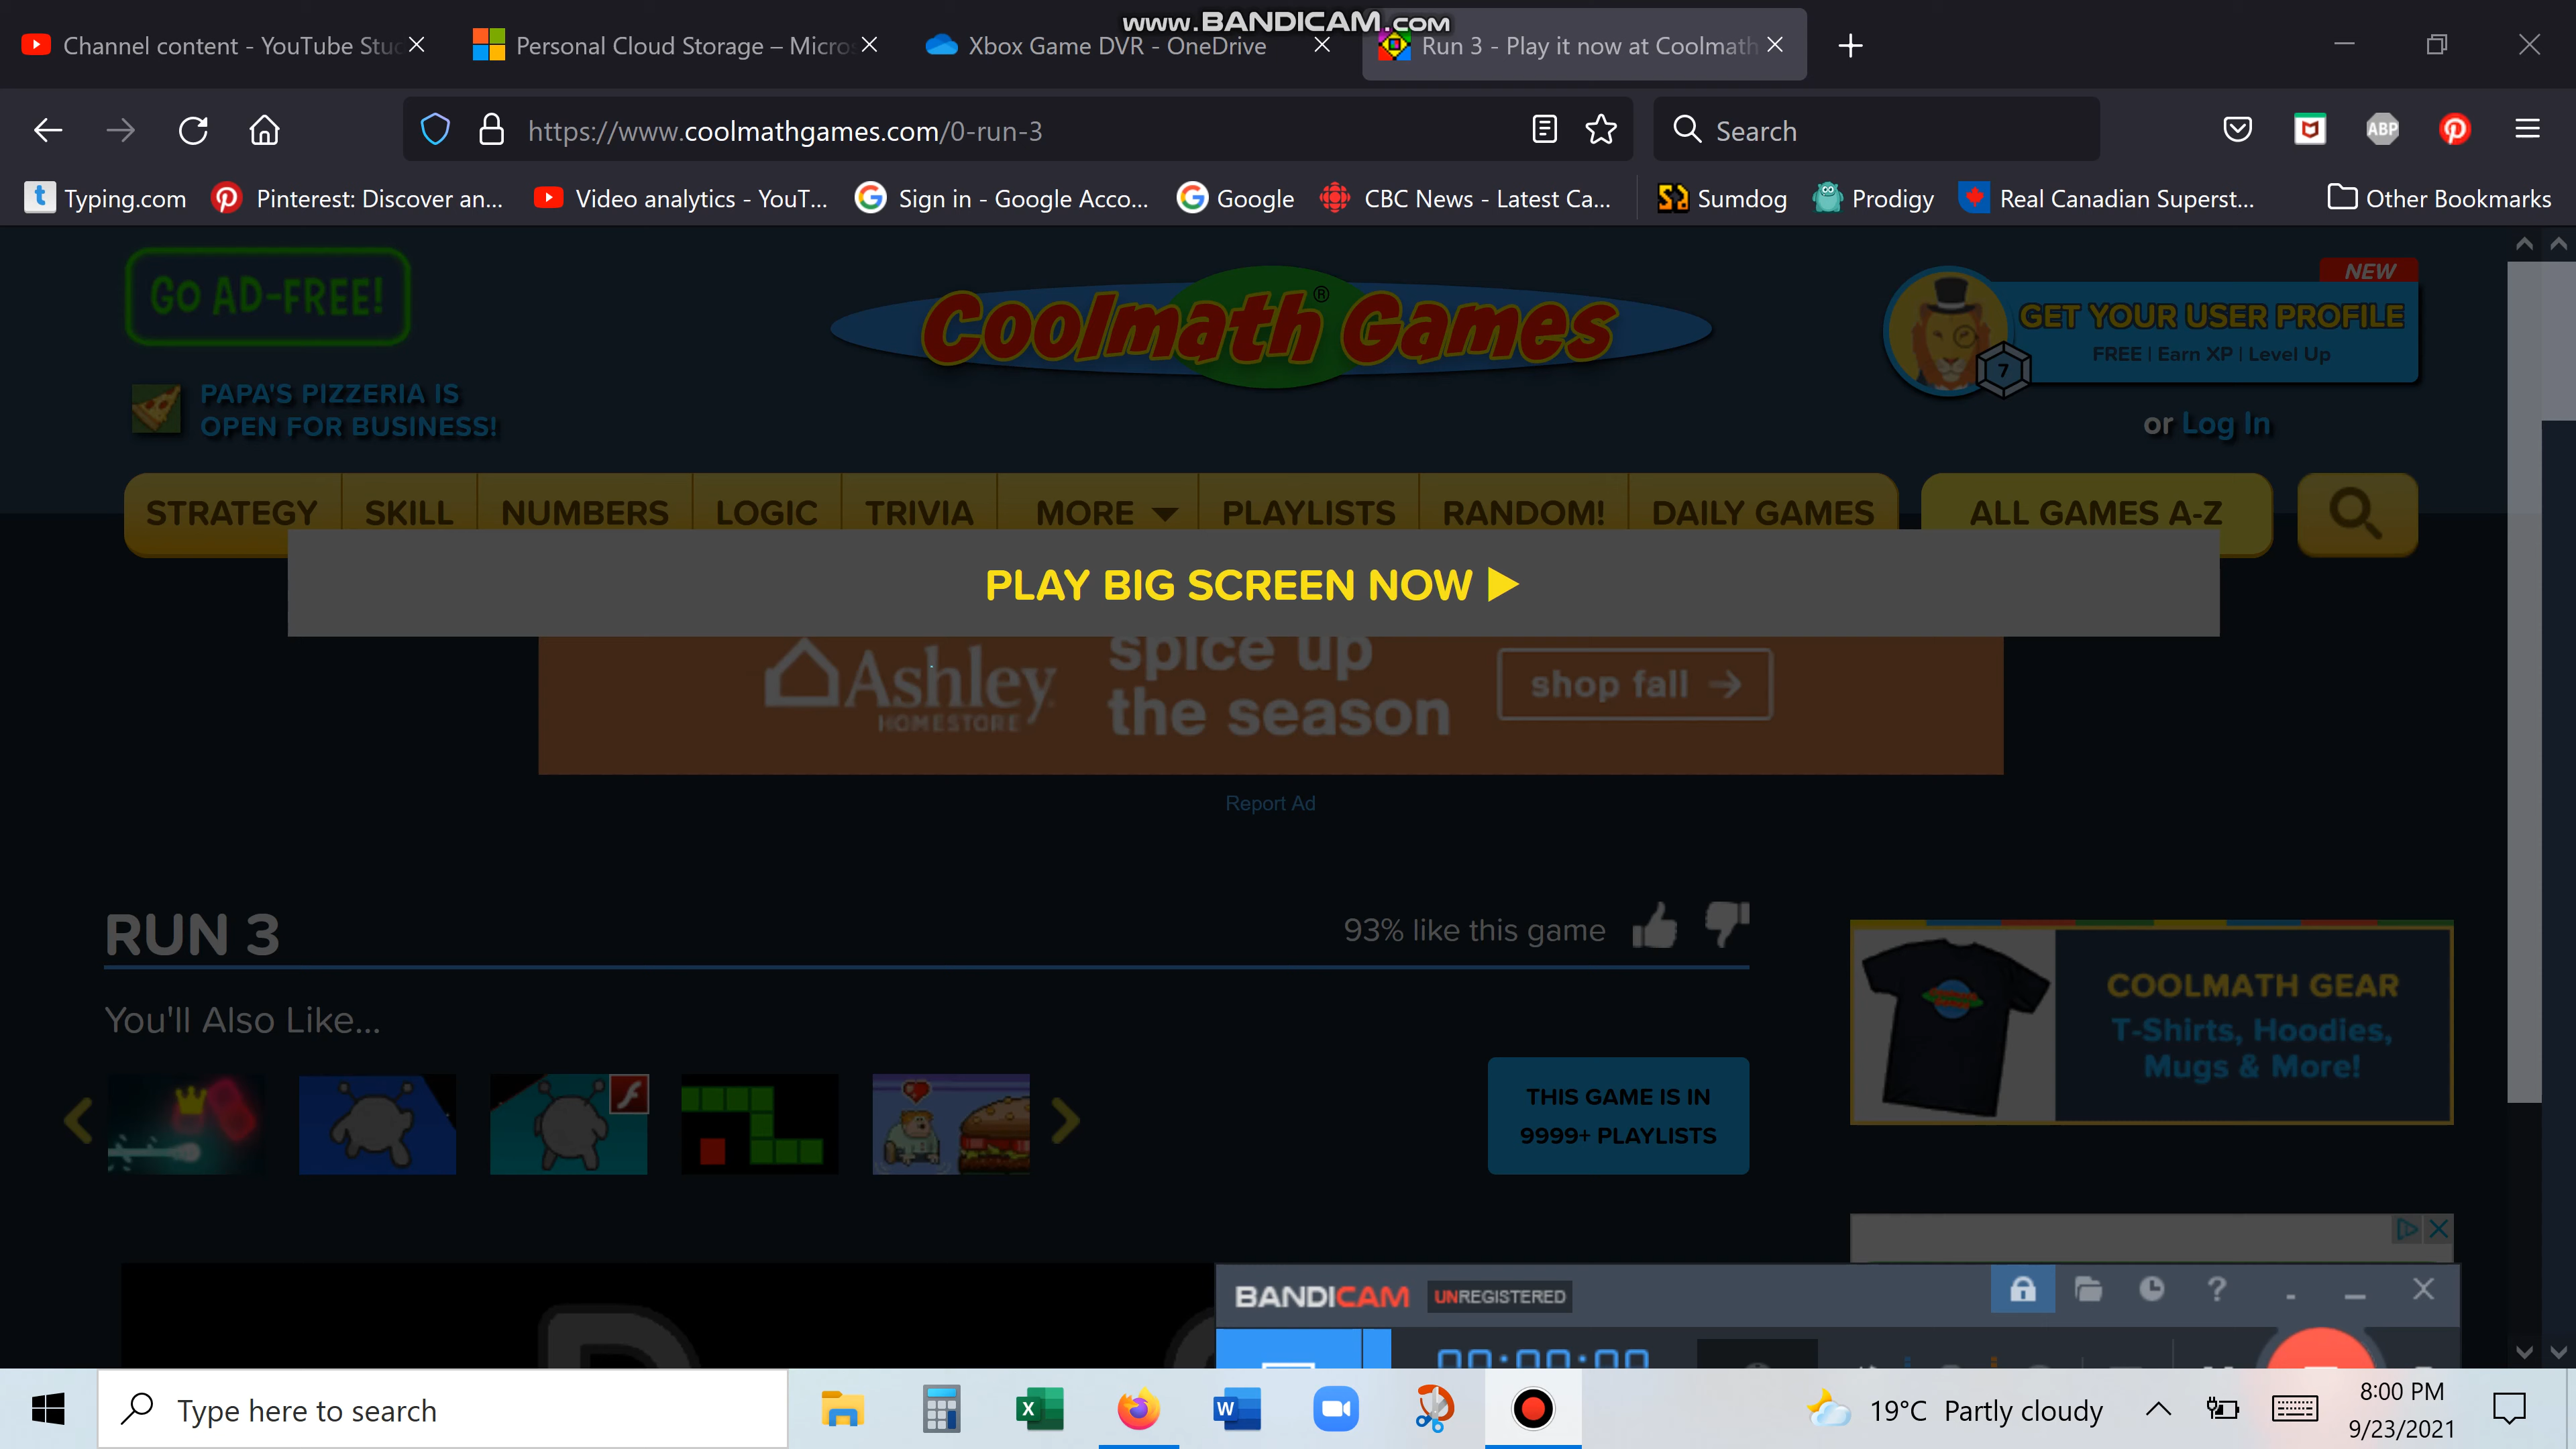 www.BANDICAM.com
Channel content - YouTube Stuc
Personal Cloud Storage – Micros
Xbox Game DVR - OneDrive
Run 3 - Play it now at Coolmath
https://www.coolmathgames.com/0-run-3
Search
ABP
Typing.com
Pinterest: Discover an...
Video analytics - YouT...
Sign in - Google Acco...
Google
CBC News - Latest Ca...
Sumdog
Prodigy
Real Canadian Superst...
Other Bookmarks
GO AD-FREE!
Coolmath Games®
NEW
GET YOUR USER PROFILE
FREE | Earn XP | Level Up
7
PAPA'S PIZZERIA IS
OPEN FOR BUSINESS!
or Log In
STRATEGY
SKILL
NUMBERS
LOGIC
TRIVIA
MORE
PLAYLISTS
RANDOM!
DAILY GAMES
ALL GAMES A-Z
PLAY BIG SCREEN NOW
Ashley
HOMESTORE
spice up
the season
shop fall →
Report Ad
RUN 3
93% like this game
You'll Also Like...
THIS GAME IS IN
9999+ PLAYLISTS
COOLMATH GEAR
T-Shirts, Hoodies,
Mugs & More!
BANDICAM
UNREGISTERED
00:00:00
Type here to search
19°C Partly cloudy
8:00 PM
9/23/2021